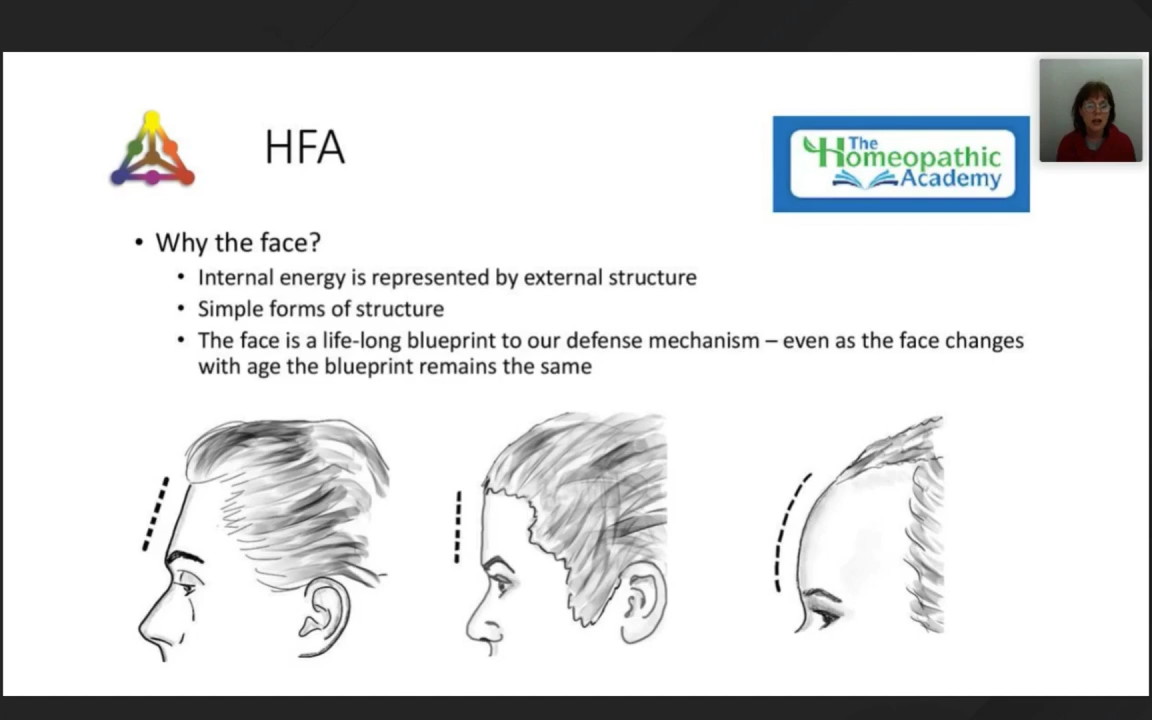 HFA
The
Homeopathic
Academy
• Why the face?
• Internal energy is represented by external structure
• Simple forms of structure
• The face is a life-long blueprint to our defense mechanism – even as the face changes
with age the blueprint remains the same